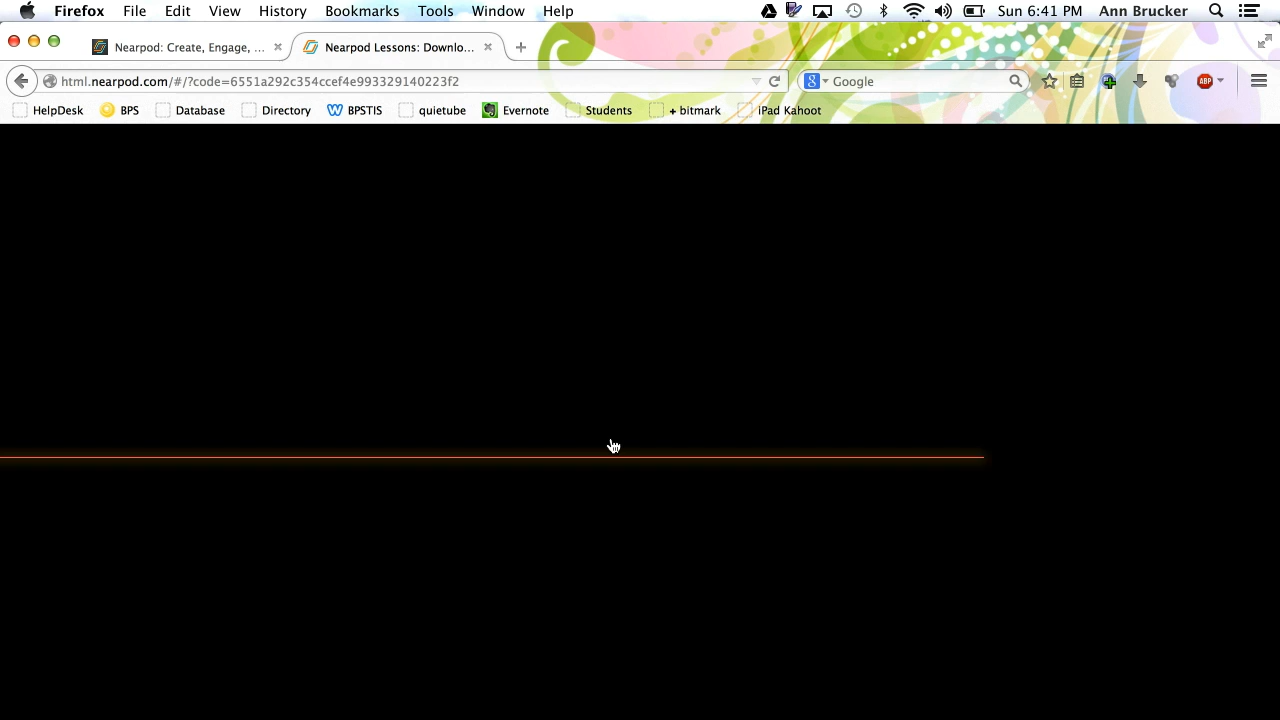 Firefox File Edit View History Bookmarks Tools Window Help Sun 6:41 PM Ann Brucker
Nearpod: Create, Engage, ... Nearpod Lessons: Downlo...
html.nearpod.com/#/?code=6551a292c354ccef4e993329140223f2 Google ABP
HelpDesk BPS Database Directory BPSTIS quietube Evernote Students + bitmark iPad Kahoot